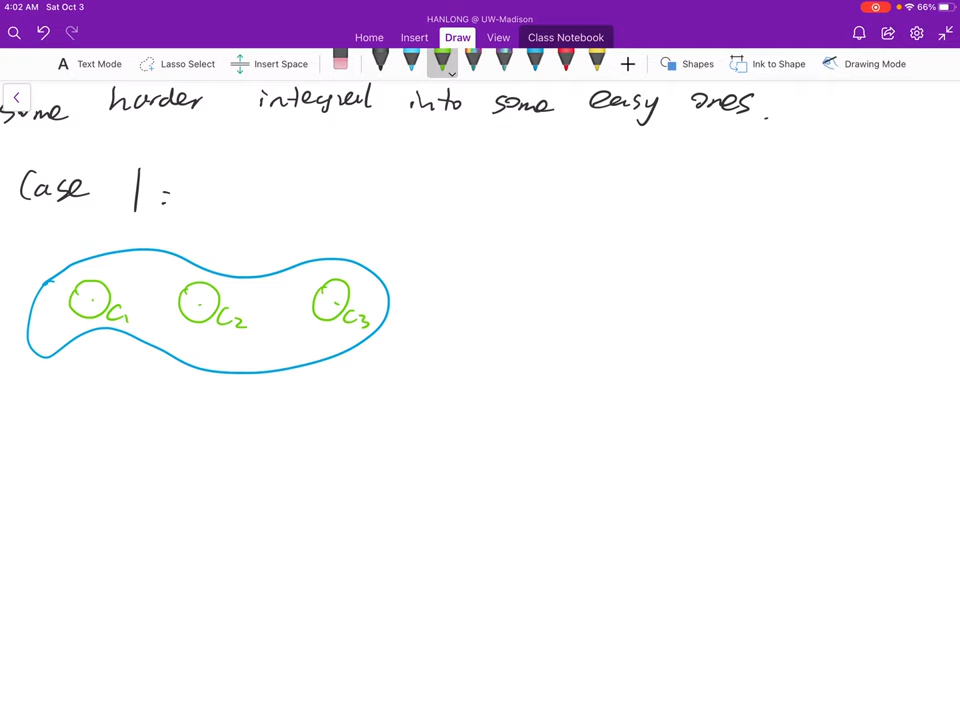 4:02 AM Sat Oct 3
66%
HANLONG @ UW-Madison
Home Insert Draw View Class Notebook
Text Mode Lasso Select Insert Space Shapes Ink to Shape Drawing Mode
some harder integral into some easy ones.
Case 1:
C1 C2 C3